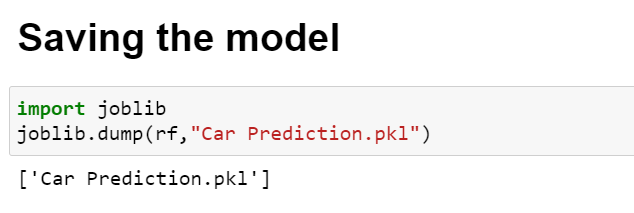 Saving the model
import joblib
joblib.dump(rf,"Car Prediction.pkl")
['Car Prediction.pkl']